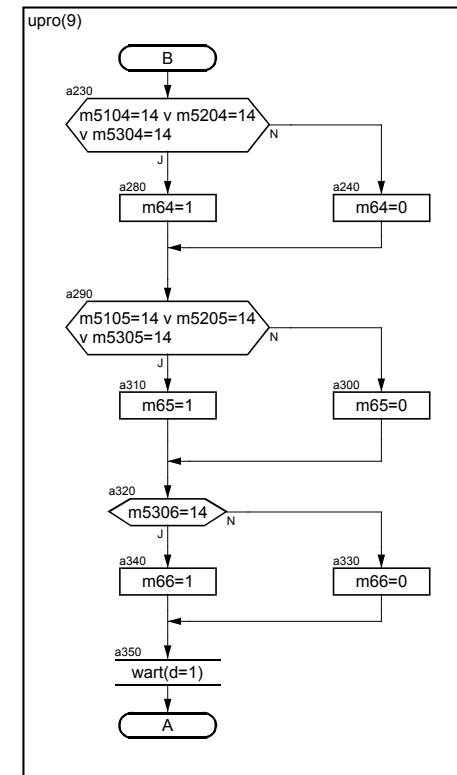 upro(9)
B
a230
m5104=14 v m5204=14
v m5304=14
N
J
a280
m64=1
a240
m64=0
a290
m5105=14 v m5205=14
v m5305=14
N
J
a310
m65=1
a300
m65=0
a320
m5306=14
N
J
a340
m66=1
a330
m66=0
a350
wart(d=1)
A